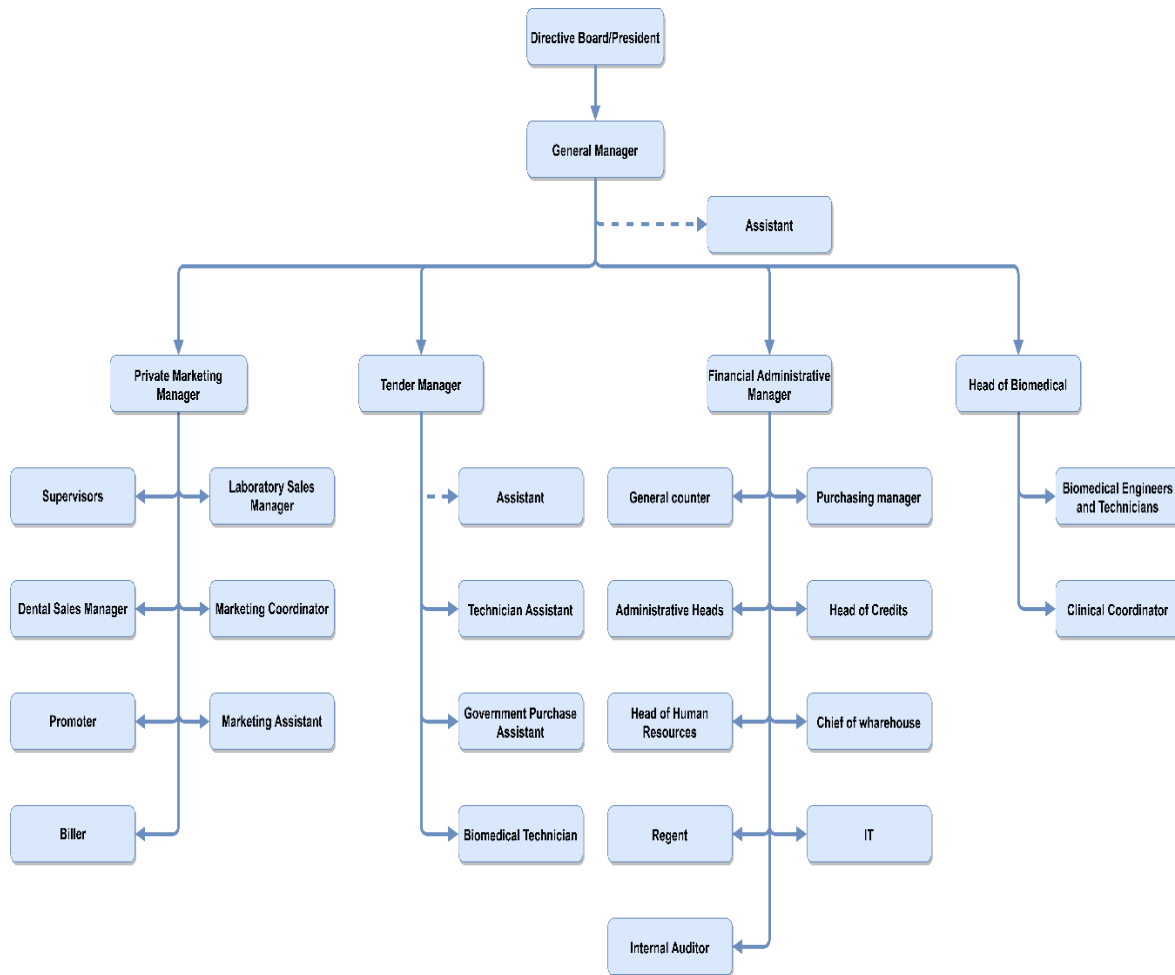 Directive Board/President
General Manager
Assistant
Private Marketing
Manager
Tender Manager
Financial Administrative
Manager
Head of Biomedical
Supervisors
Laboratory Sales
Manager
Assistant
General counter
Purchasing manager
Biomedical Engineers
and Technicians
Dental Sales Manager
Marketing Coordinator
Technician Assistant
Administrative Heads
Head of Credits
Clinical Coordinator
Promoter
Marketing Assistant
Government Purchase
Assistant
Head of Human
Resources
Chief of wharehouse
Biller
Biomedical Technician
Regent
IT
Internal Auditor